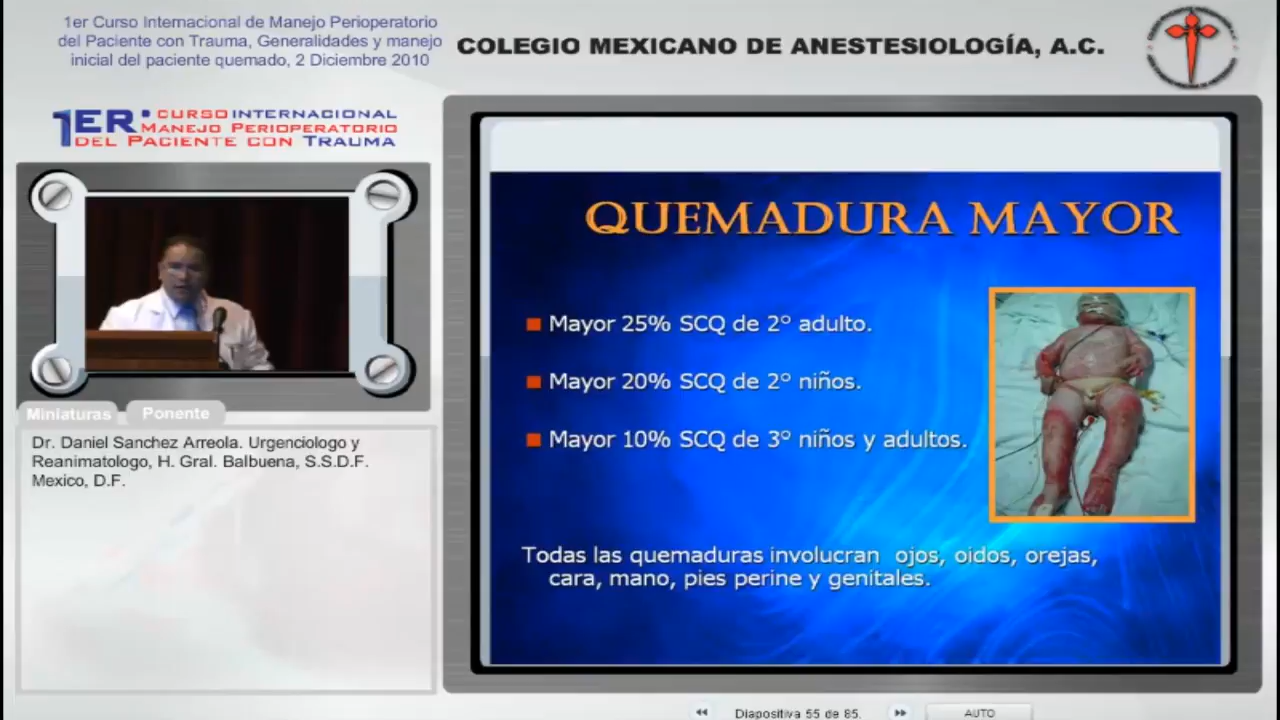 1er Curso Internacional de Manejo Perioperatorio
del Paciente con Trauma, Generalidades y manejo
inicial del paciente quemado, 2 Diciembre 2010
COLEGIO MEXICANO DE ANESTESIOLOGÍA, A.C.
1ER. CURSO INTERNACIONAL
MANEJO PERIOPERATORIO
DEL PACIENTE CON TRAUMA
Miniaturas
Ponente
Dr. Daniel Sanchez Arreola. Urgenciologo y
Reanimatologo, H. Gral. Balbuena, S.S.D.F.
Mexico, D.F.
QUEMADURA MAYOR
Mayor 25% SCQ de 2º adulto.
Mayor 20% SCQ de 2º niños.
Mayor 10% SCQ de 3º niños y adultos.
Todas las quemaduras involucran ojos, oidos, orejas,
cara, mano, pies perine y genitales.
Diapositiva 55 de 85.
AUTO